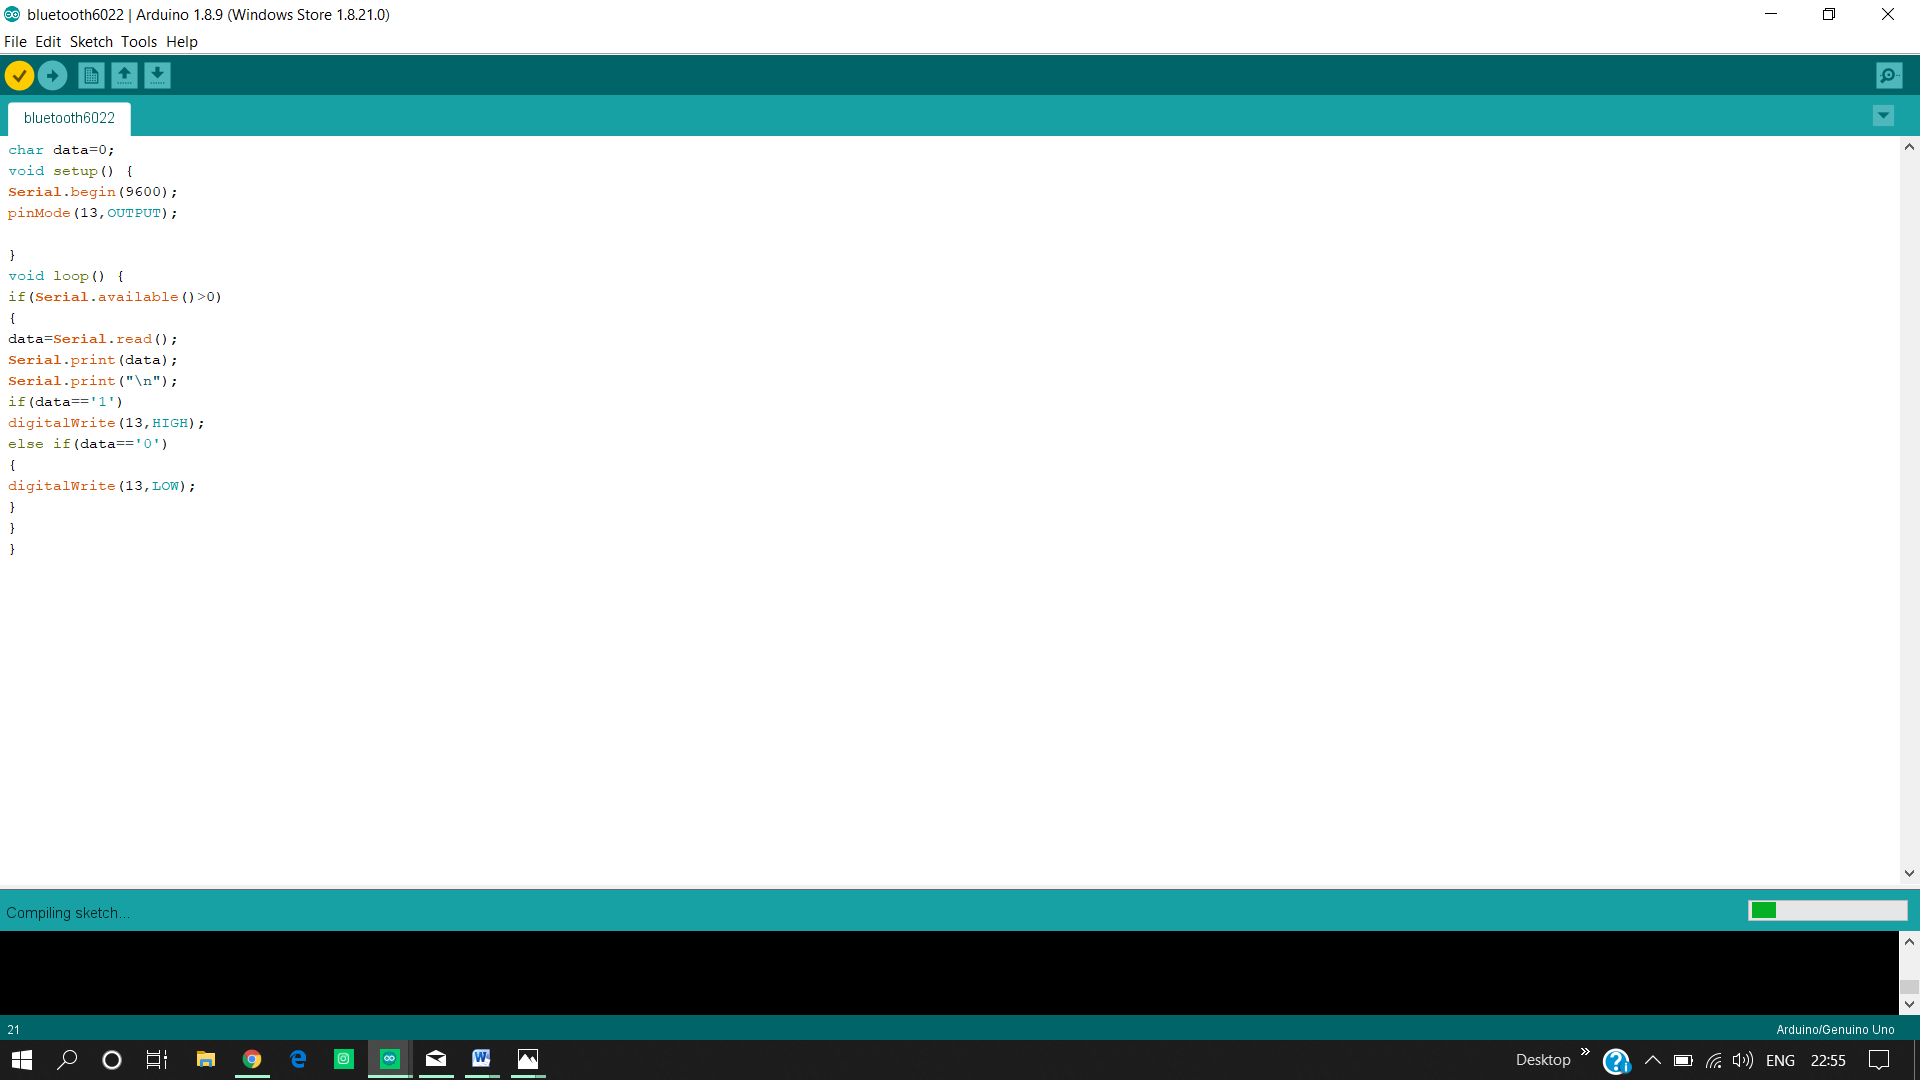 bluetooth6022 | Arduino 1.8.9 (Windows Store 1.8.21.0)
File Edit Sketch Tools Help
bluetooth6022
char data=0;
void setup() {
Serial.begin(9600);
pinMode(13,OUTPUT);
}
void loop() {
if(Serial.available()>0)
{
data=Serial.read();
Serial.print(data);
Serial.print("\n");
if(data=='1')
digitalWrite(13,HIGH);
else if(data=='0')
{
digitalWrite(13,LOW);
}
}
}
Compiling sketch...
21
Arduino/Genuino Uno
Desktop
ENG
22:55